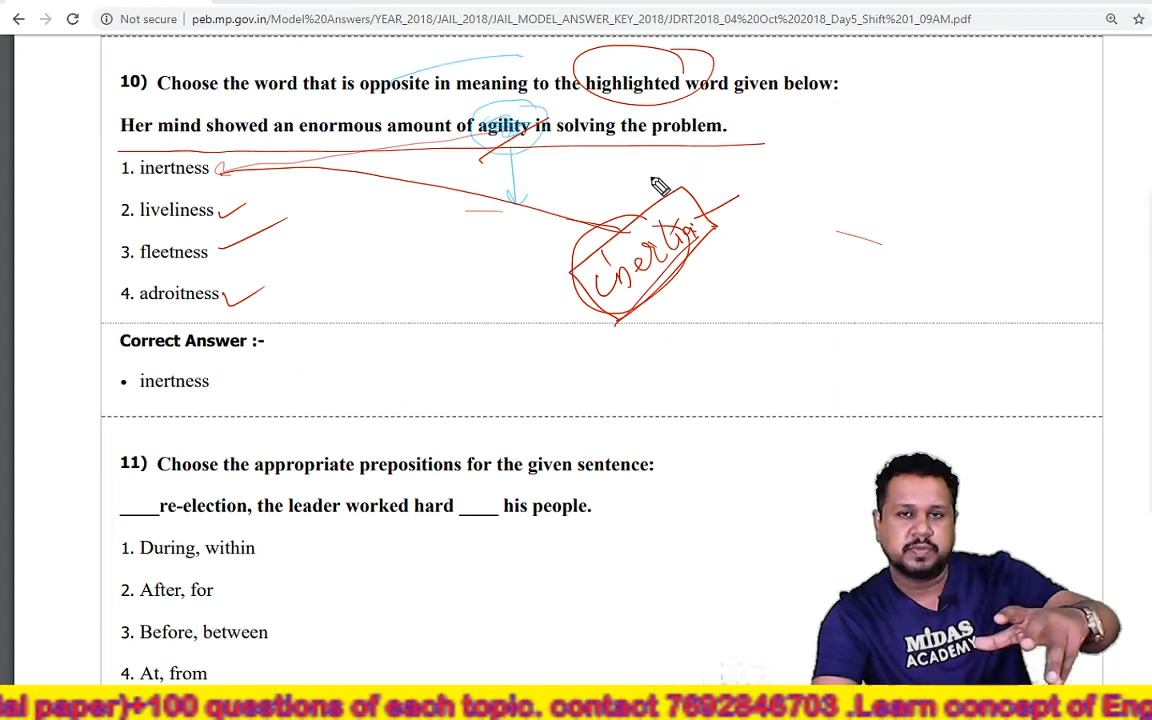 Not secure
peb.mp.gov.in/Model%20Answers/YEAR_2018/JAIL_2018/JAIL_MODEL_ANSWER_KEY_2018/JDRT2018_04%20Oct%202018_Day5_Shift%201_09AM.pdf
10) Choose the word that is opposite in meaning to the highlighted word given below:
Her mind showed an enormous amount of agility in solving the problem.
1. inertness
2. liveliness
3. fleetness
4. adroitness
inertia
Correct Answer :-
• inertness
11) Choose the appropriate prepositions for the given sentence:
____re-election, the leader worked hard ____ his people.
1. During, within
2. After, for
3. Before, between
4. At, from
MIDAS
ACADEMY
ial paper)+100 questions of each topic. contact 7692846703 .Learn concept of Eng